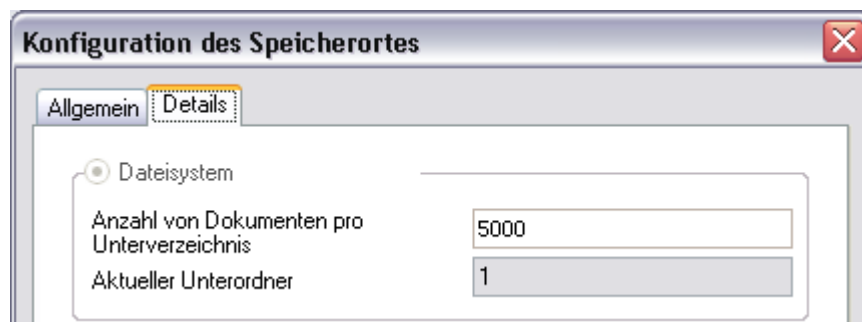 Konfiguration des Speicherortes
Allgemein Details
Dateisystem
Anzahl von Dokumenten pro
Unterverzeichnis
5000
Aktueller Unterordner
1